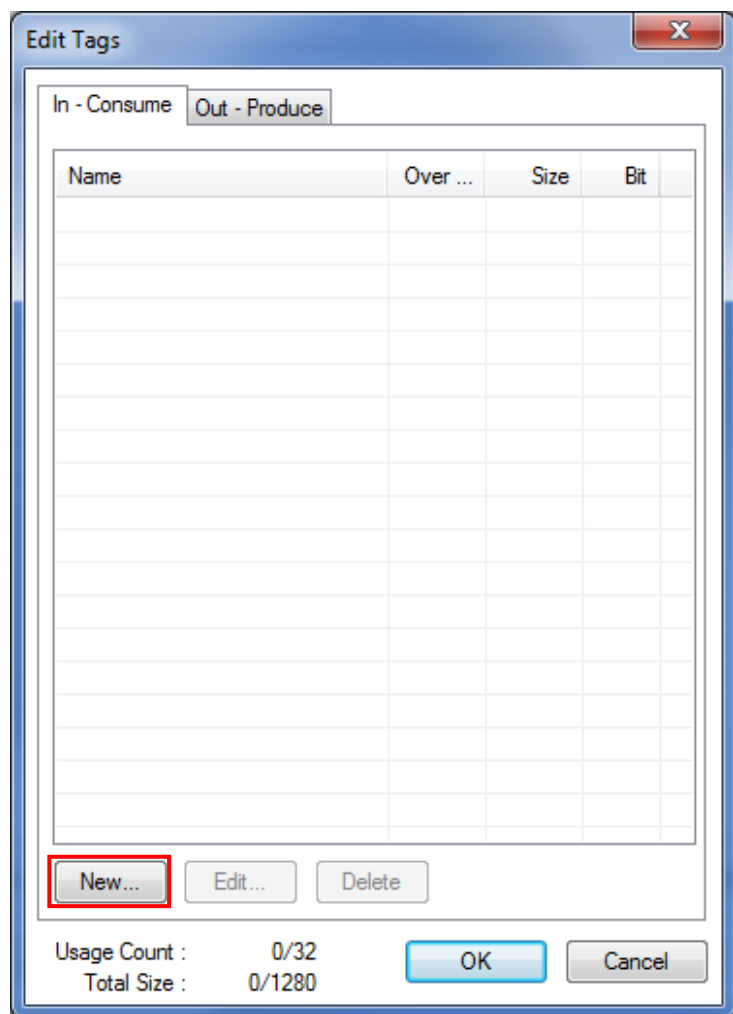 Edit Tags
In - Consume Out - Produce
Name Over ... Size Bit
New... Edit... Delete
Usage Count : 0/32 OK Cancel
Total Size : 0/1280